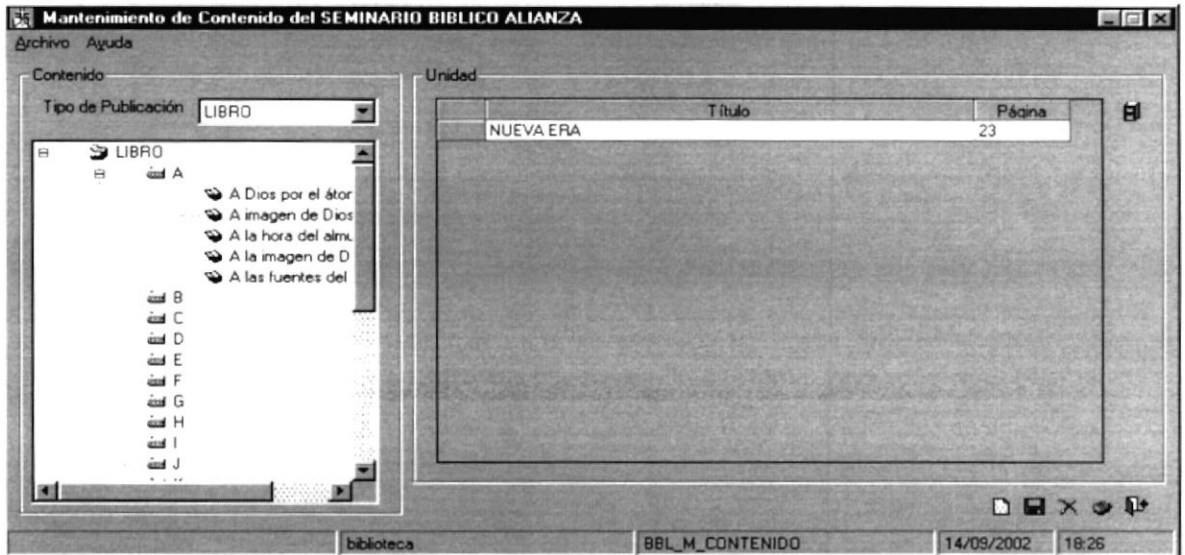 Mantenimiento de Contenido del SEMINARIO BIBLICO ALIANZA
Archivo Ayuda
Contenido
Tipo de Publicación LIBRO
LIBRO
A
A Dios por el átor
A imagen de Dios
A la hora del almu
A la imagen de D
A las fuentes del
B
C
D
E
F
G
H
I
J
Unidad
Título Página
NUEVA ERA 23
biblioteca BBL_M_CONTENIDO 14/09/2002 18:26